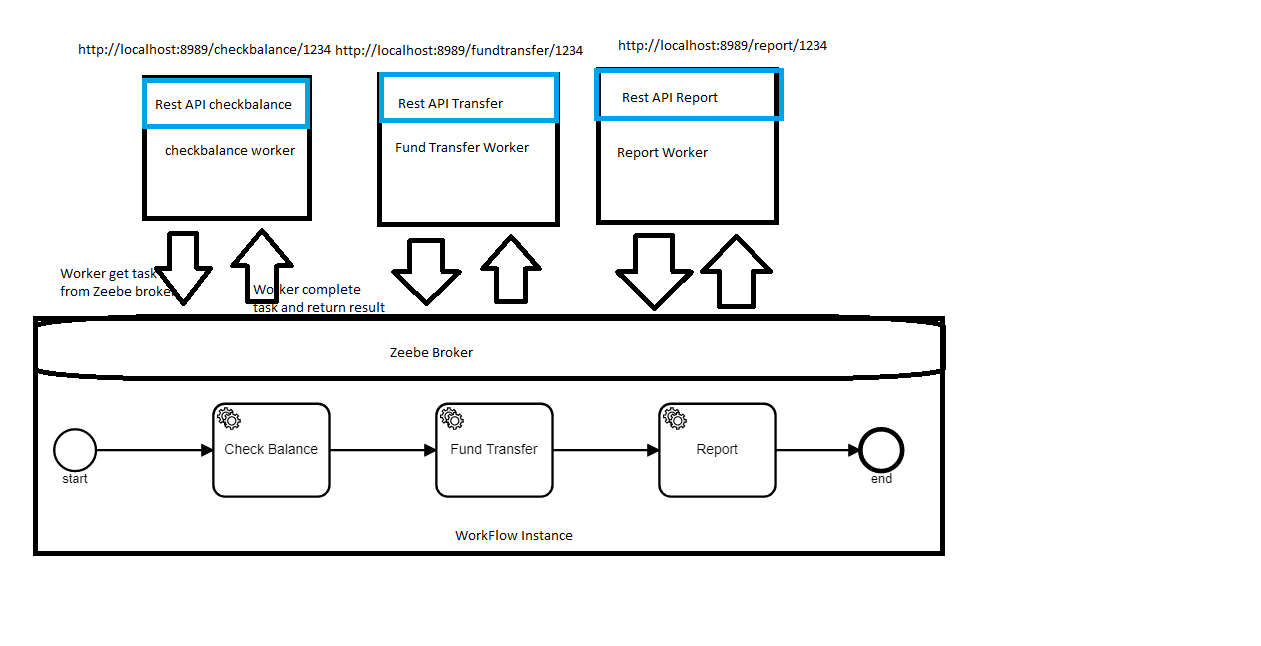 http://localhost:8989/checkbalance/1234
http://localhost:8989/fundtransfer/1234
http://localhost:8989/report/1234
Rest API checkbalance
Rest API Transfer
Rest API Report
checkbalance worker
Fund Transfer Worker
Report Worker
Worker get task
from Zeebe broker
Worker complete
task and return result
Zeebe Broker
Check Balance
Fund Transfer
Report
start
end
WorkFlow Instance